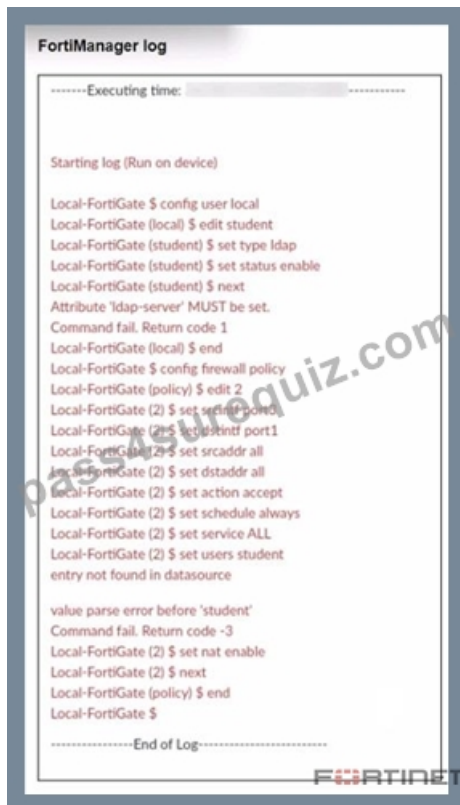 FortiManager log
-------Executing time: -----------
Starting log (Run on device)
Local-FortiGate $ config user local
Local-FortiGate (local) $ edit student
Local-FortiGate (student) $ set type ldap
Local-FortiGate (student) $ set status enable
Local-FortiGate (student) $ next
Attribute 'ldap-server' MUST be set.
Command fail. Return code 1
Local-FortiGate (local) $ end
Local-FortiGate $ config firewall policy
Local-FortiGate (policy) $ edit 2
Local-FortiGate (2) $ set srcintf port3
Local-FortiGate (2) $ set dstintf port1
Local-FortiGate (2) $ set srcaddr all
Local-FortiGate (2) $ set dstaddr all
Local-FortiGate (2) $ set action accept
Local-FortiGate (2) $ set schedule always
Local-FortiGate (2) $ set service ALL
Local-FortiGate (2) $ set users student
entry not found in datasource
value parse error before 'student'
Command fail. Return code -3
Local-FortiGate (2) $ set nat enable
Local-FortiGate (2) $ next
Local-FortiGate (policy) $ end
Local-FortiGate $
----------------End of Log-------------------------
pass4surequiz.com
FORTINET